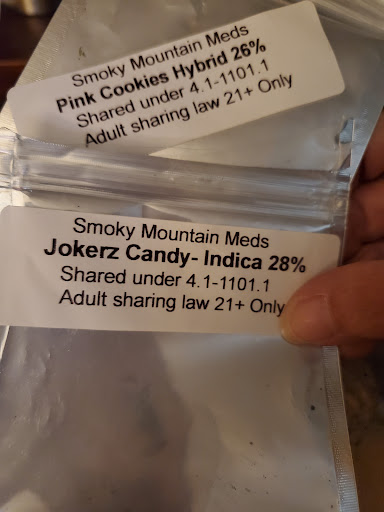 Smoky Mountain Meds
Pink Cookies Hybrid 26%
Shared under 4.1-1101.1
Adult sharing law 21+ Only
Smoky Mountain Meds
Jokerz Candy- Indica 28%
Shared under 4.1-1101.1
Adult sharing law 21+ Only